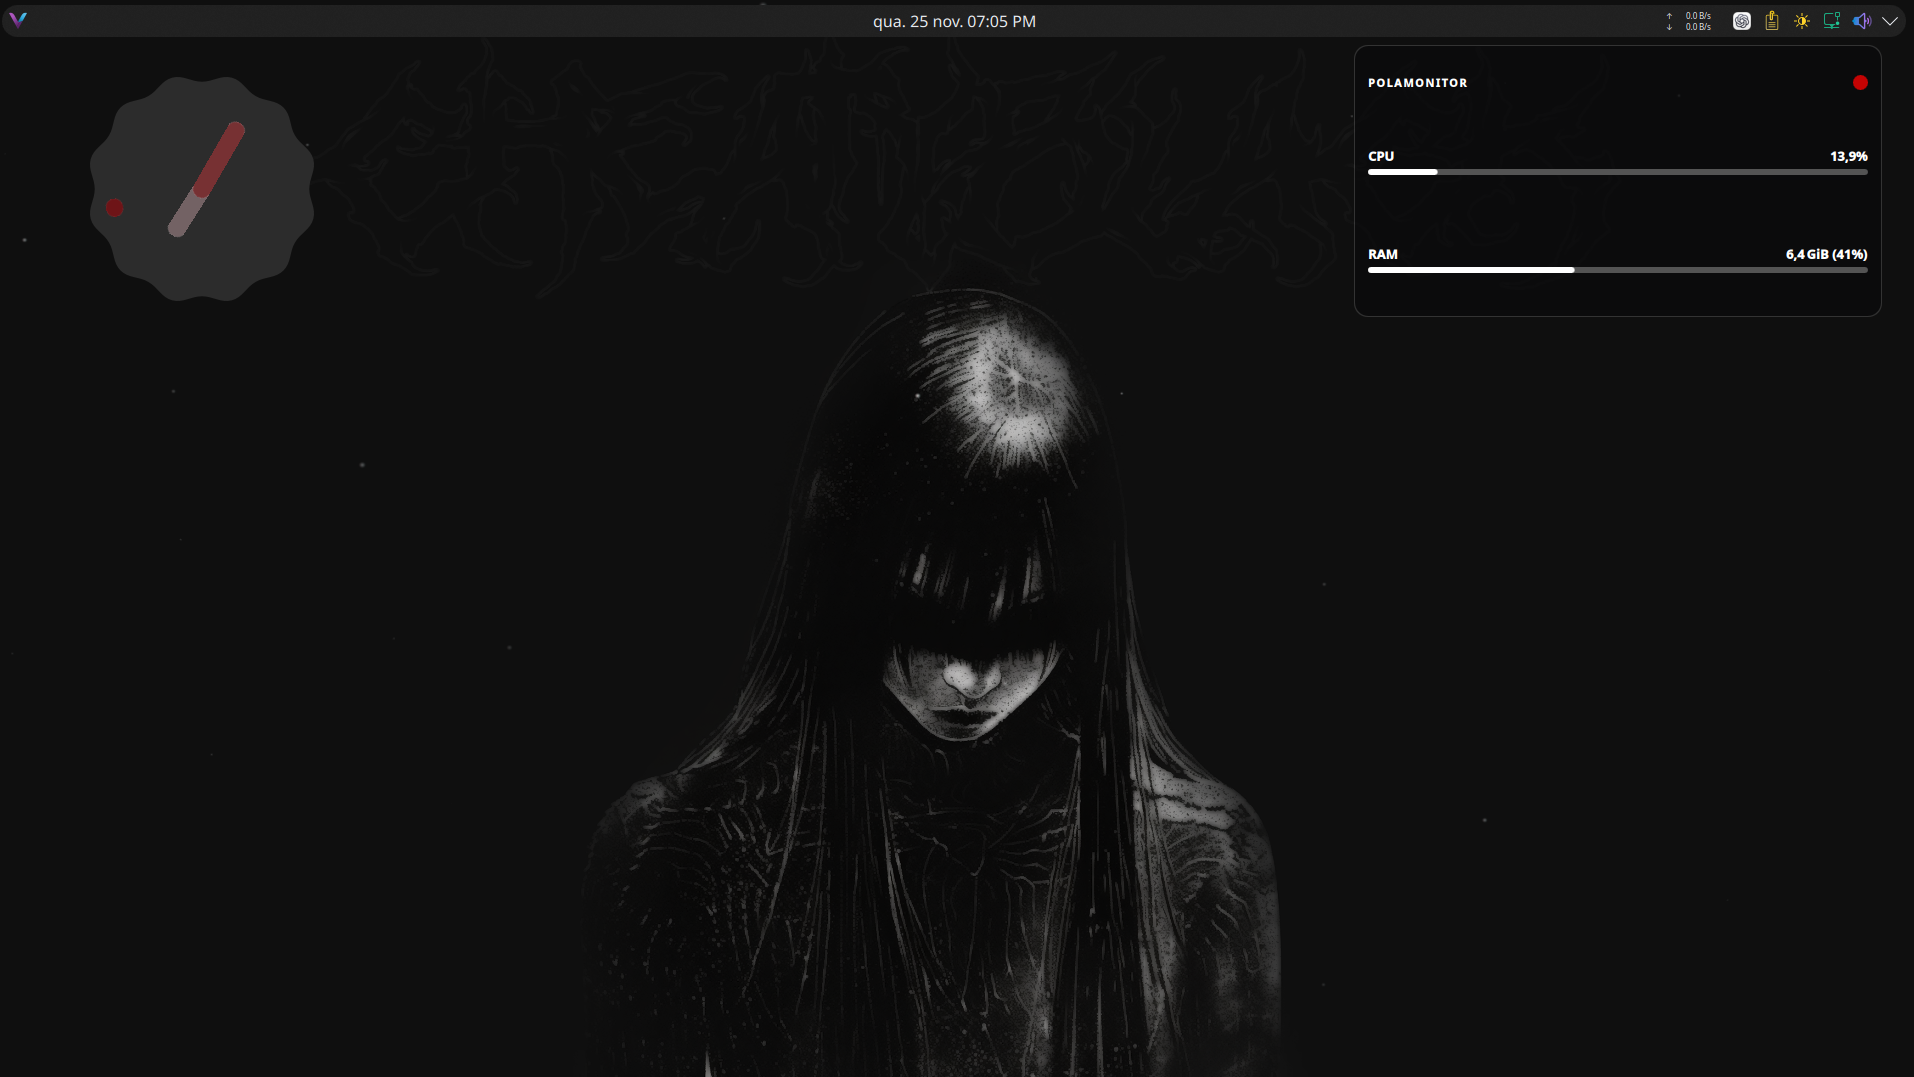 qua. 25 nov. 07:05 PM
↑ 0.0 B/s
↓ 0.0 B/s
POLAMONITOR
CPU 13,9%
RAM 6,4 GiB (41%)